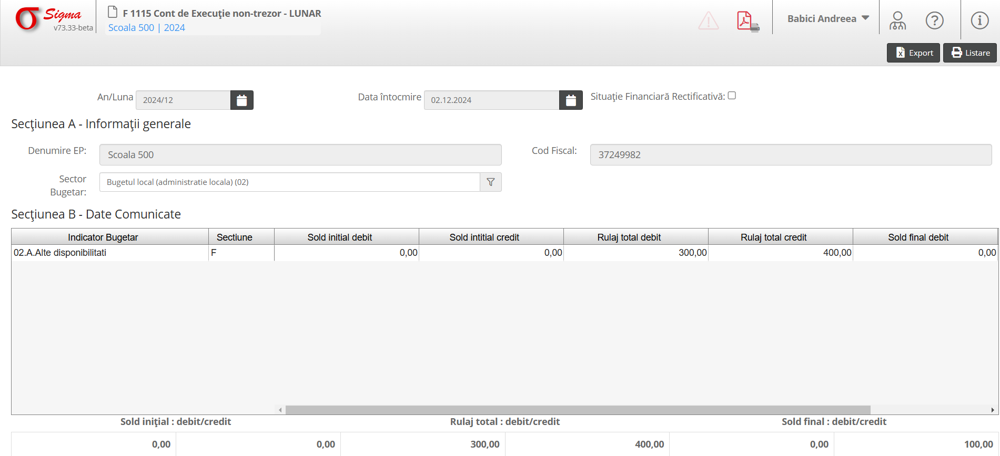 Sigma
v73.33-beta
F 1115 Cont de Execuţie non-trezor - LUNAR
Scoala 500 | 2024
Babici Andreea
Export
Listare
An/Luna 2024/12
Data întocmire 02.12.2024
Situaţie Financiară Rectificativă:
Secţiunea A - Informaţii generale
Denumire EP: Scoala 500
Cod Fiscal: 37249982
Sector
Bugetar:
Bugetul local (administratie locala) (02)
Secţiunea B - Date Comunicate
Indicator Bugetar Sectiune Sold initial debit Sold intitial credit Rulaj total debit Rulaj total credit Sold final debit
02.A.Alte disponibilitati F 0,00 0,00 300,00 400,00 0,00
Sold iniţial : debit/credit Rulaj total : debit/credit Sold final : debit/credit
0,00 0,00 300,00 400,00 0,00 100,00